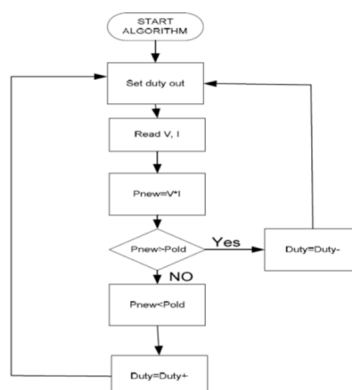 START
ALGORITHM
Set duty out
Read V, I
Pnew=V*I
Pnew>Pold
Yes
Duty=Duty-
NO
Pnew<Pold
Duty=Duty+